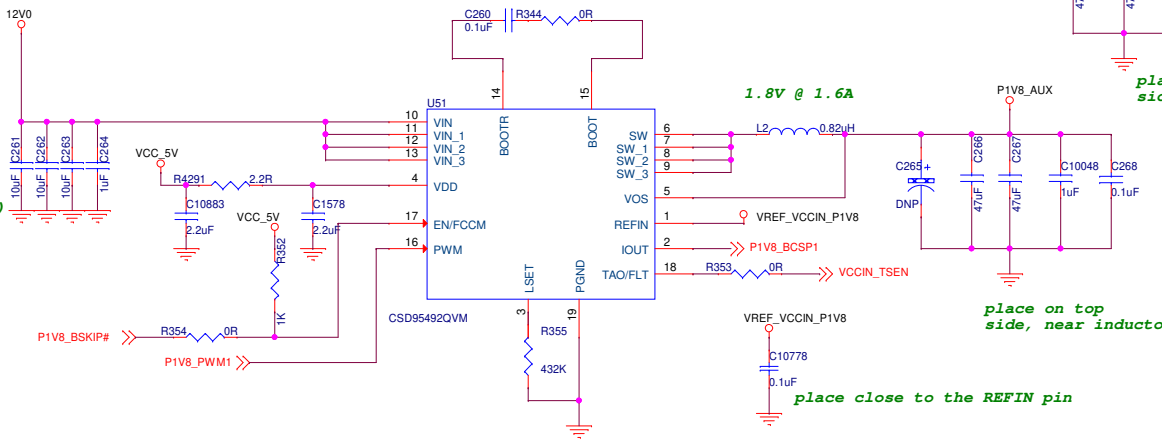 12V0
C261
10uF
C262
10uF
C263
10uF
C264
1uF
C260
0.1uF
R344
0R
14
15
U51
BOOTR
BOOT
10
VIN
11
VIN_1
12
VIN_2
13
VIN_3
4
VDD
17
EN/FCCM
16
PWM
VCC_5V
R4291
2.2R
C10883
2.2uF
C1578
2.2uF
VCC_5V
R352
1K
P1V8_BSKIP#
R354
0R
P1V8_PWM1
LSET
PGND
3
19
CSD95492QVM
R355
432K
6
SW
7
SW_1
8
SW_2
9
SW_3
5
VOS
1
REFIN
2
IOUT
18
TAO/FLT
1.8V @ 1.6A
L2
0.82uH
P1V8_AUX
C265
+
DNP
C266
47uF
C267
47uF
C10048
1uF
C268
0.1uF
VREF_VCCIN_P1V8
P1V8_BCSP1
R353
0R
VCCIN_TSEN
VREF_VCCIN_P1V8
C10778
0.1uF
place close to the REFIN pin
place on top
side, near inducto
pla
sid
47
47